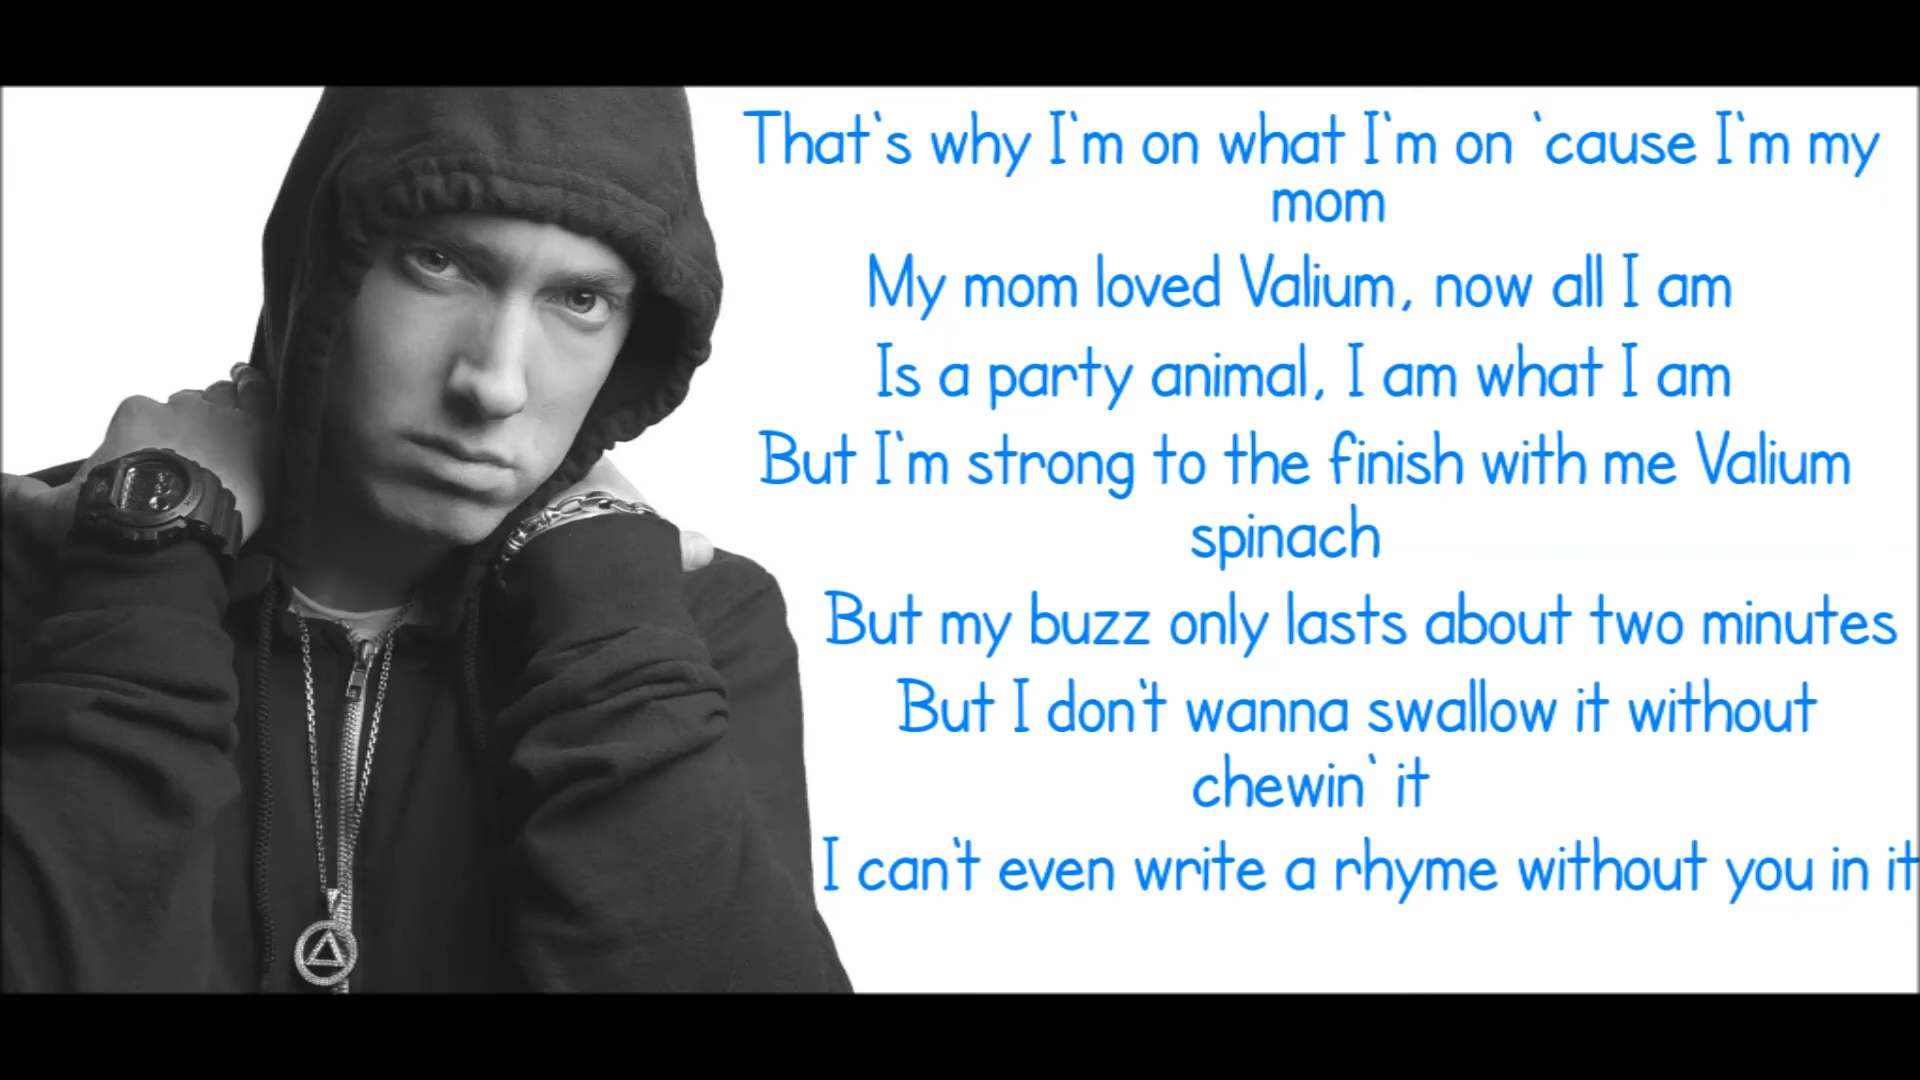 That's why I'm on what I'm on 'cause I'm my
mom
My mom loved Valium, now all I am
Is a party animal, I am what I am
But I'm strong to the finish with me Valium
spinach
But my buzz only lasts about two minutes
But I don't wanna swallow it without
chewin' it
I can't even write a rhyme without you in it